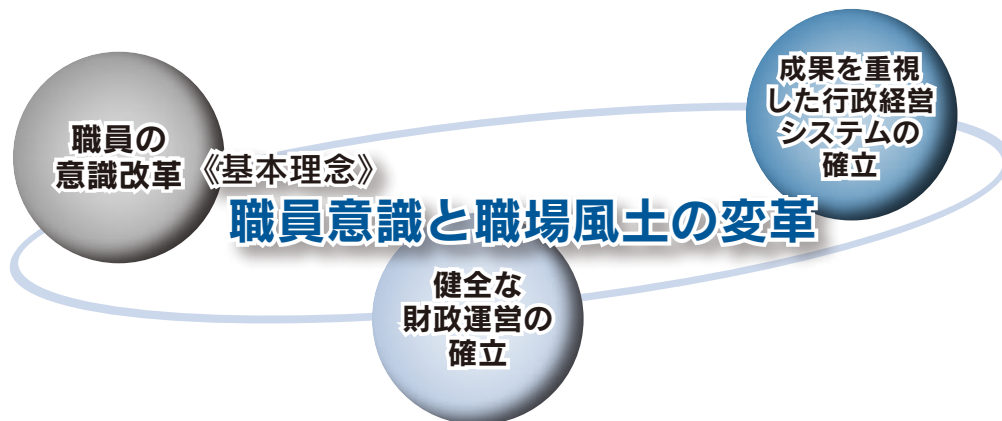 職員の
意識改革
《基本理念》
職員意識と職場風土の変革
成果を重視
した行政経営
システムの
確立
健全な
財政運営の
確立